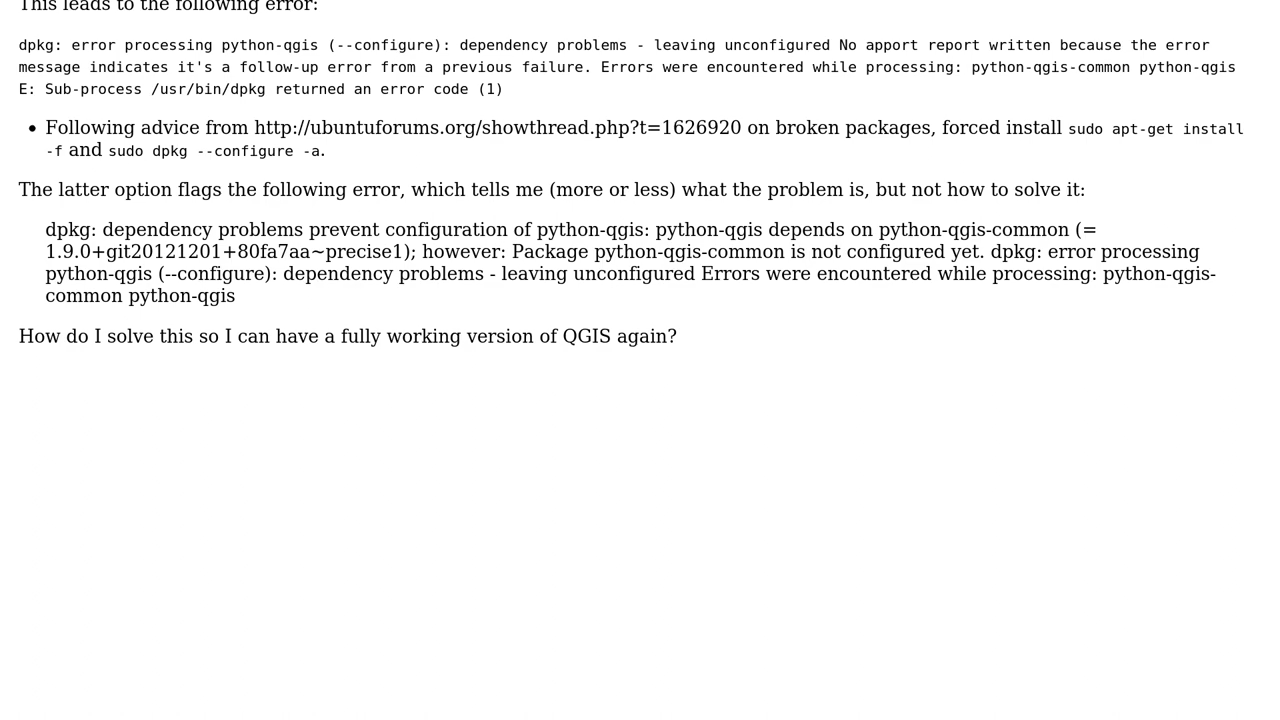 This leads to the following error:
dpkg: error processing python-qgis (--configure): dependency problems - leaving unconfigured No apport report written because the error
message indicates it's a follow-up error from a previous failure. Errors were encountered while processing: python-qgis-common python-qgis
E: Sub-process /usr/bin/dpkg returned an error code (1)
• Following advice from http://ubuntuforums.org/showthread.php?t=1626920 on broken packages, forced install sudo apt-get install
-f and sudo dpkg --configure -a.
The latter option flags the following error, which tells me (more or less) what the problem is, but not how to solve it:
dpkg: dependency problems prevent configuration of python-qgis: python-qgis depends on python-qgis-common (=
1.9.0+git20121201+80fa7aa~precise1); however: Package python-qgis-common is not configured yet. dpkg: error processing
python-qgis (--configure): dependency problems - leaving unconfigured Errors were encountered while processing: python-qgis-
common python-qgis
How do I solve this so I can have a fully working version of QGIS again?